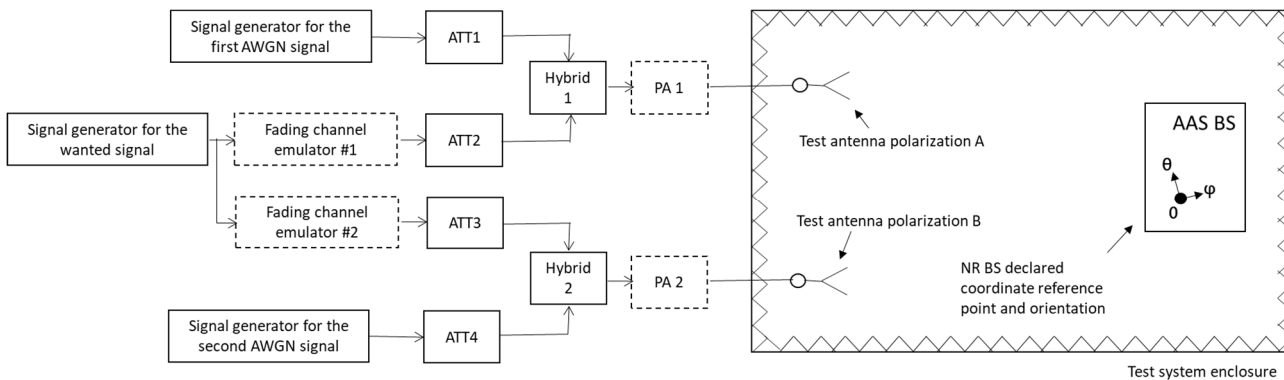 Signal generator for the
first AWGN signal
ATT1
Hybrid
1
PA 1
Test antenna polarization A
AAS BS
θ
φ
0
Signal generator for the
wanted signal
Fading channel
emulator #1
ATT2
Fading channel
emulator #2
ATT3
Hybrid
2
PA 2
Test antenna polarization B
NR BS declared
coordinate reference
point and orientation
Signal generator for the
second AWGN signal
ATT4
Test system enclosure